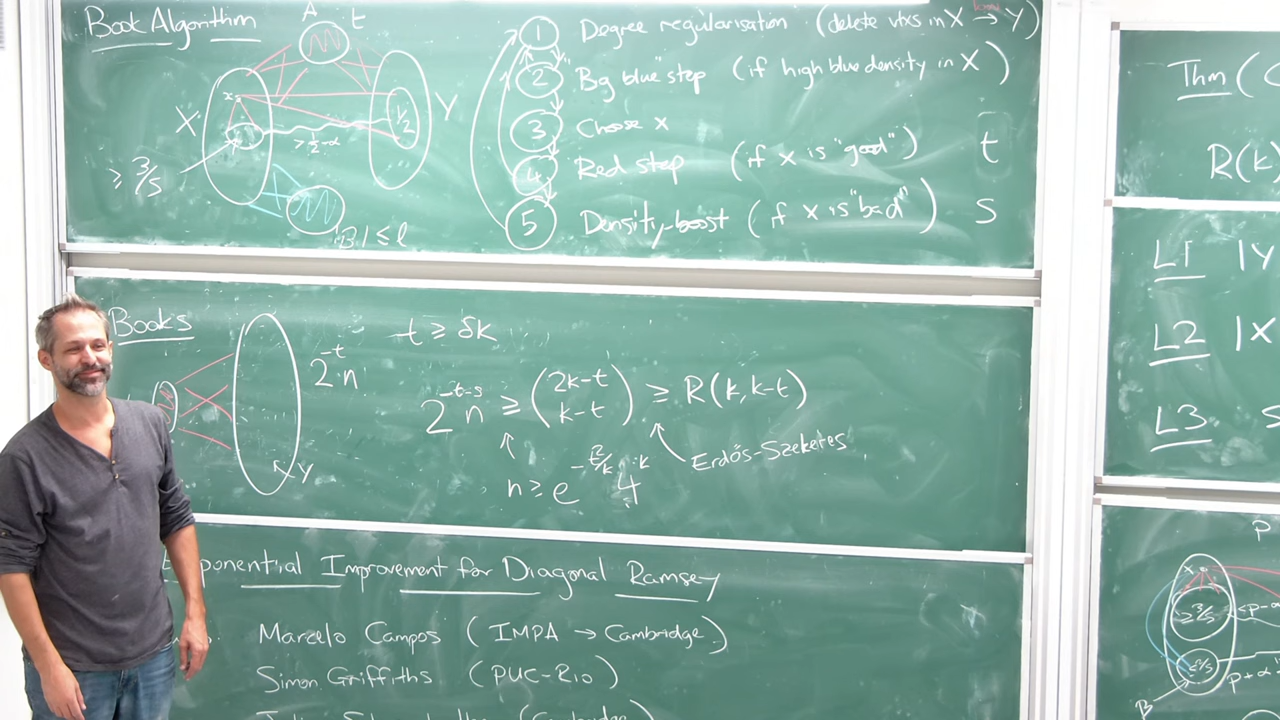 Book Algorithm
A
t
X
x
Y
1/2
> 1/2 - α
≥ 3/5
|B| ≤ l
1 Degree regularisation (delete vtxs in X → Y)
2 "Big blue" step (if high blue density in X)
3 Choose x
4 Red step (if x is "good") t
5 Density-boost (if x is "bad") s
Books
2^{-t} n
Y
t ≥ δk
2^{-t-s} n ≥ (2k-t
k-t) ≥ R(k, k-t)
Erdős-Szekeres
n ≥ e^{-t²/k} 4^k
Exponential Improvement for Diagonal Ramsey
Marcelo Campos (IMPA → Cambridge)
Simon Griffiths (PUC-Rio)
Thm (
R(k)
L1 |Y
L2 |X
L3 S
P
x
≥ 3/5
< p-α
≤ 2/5
p+α
B